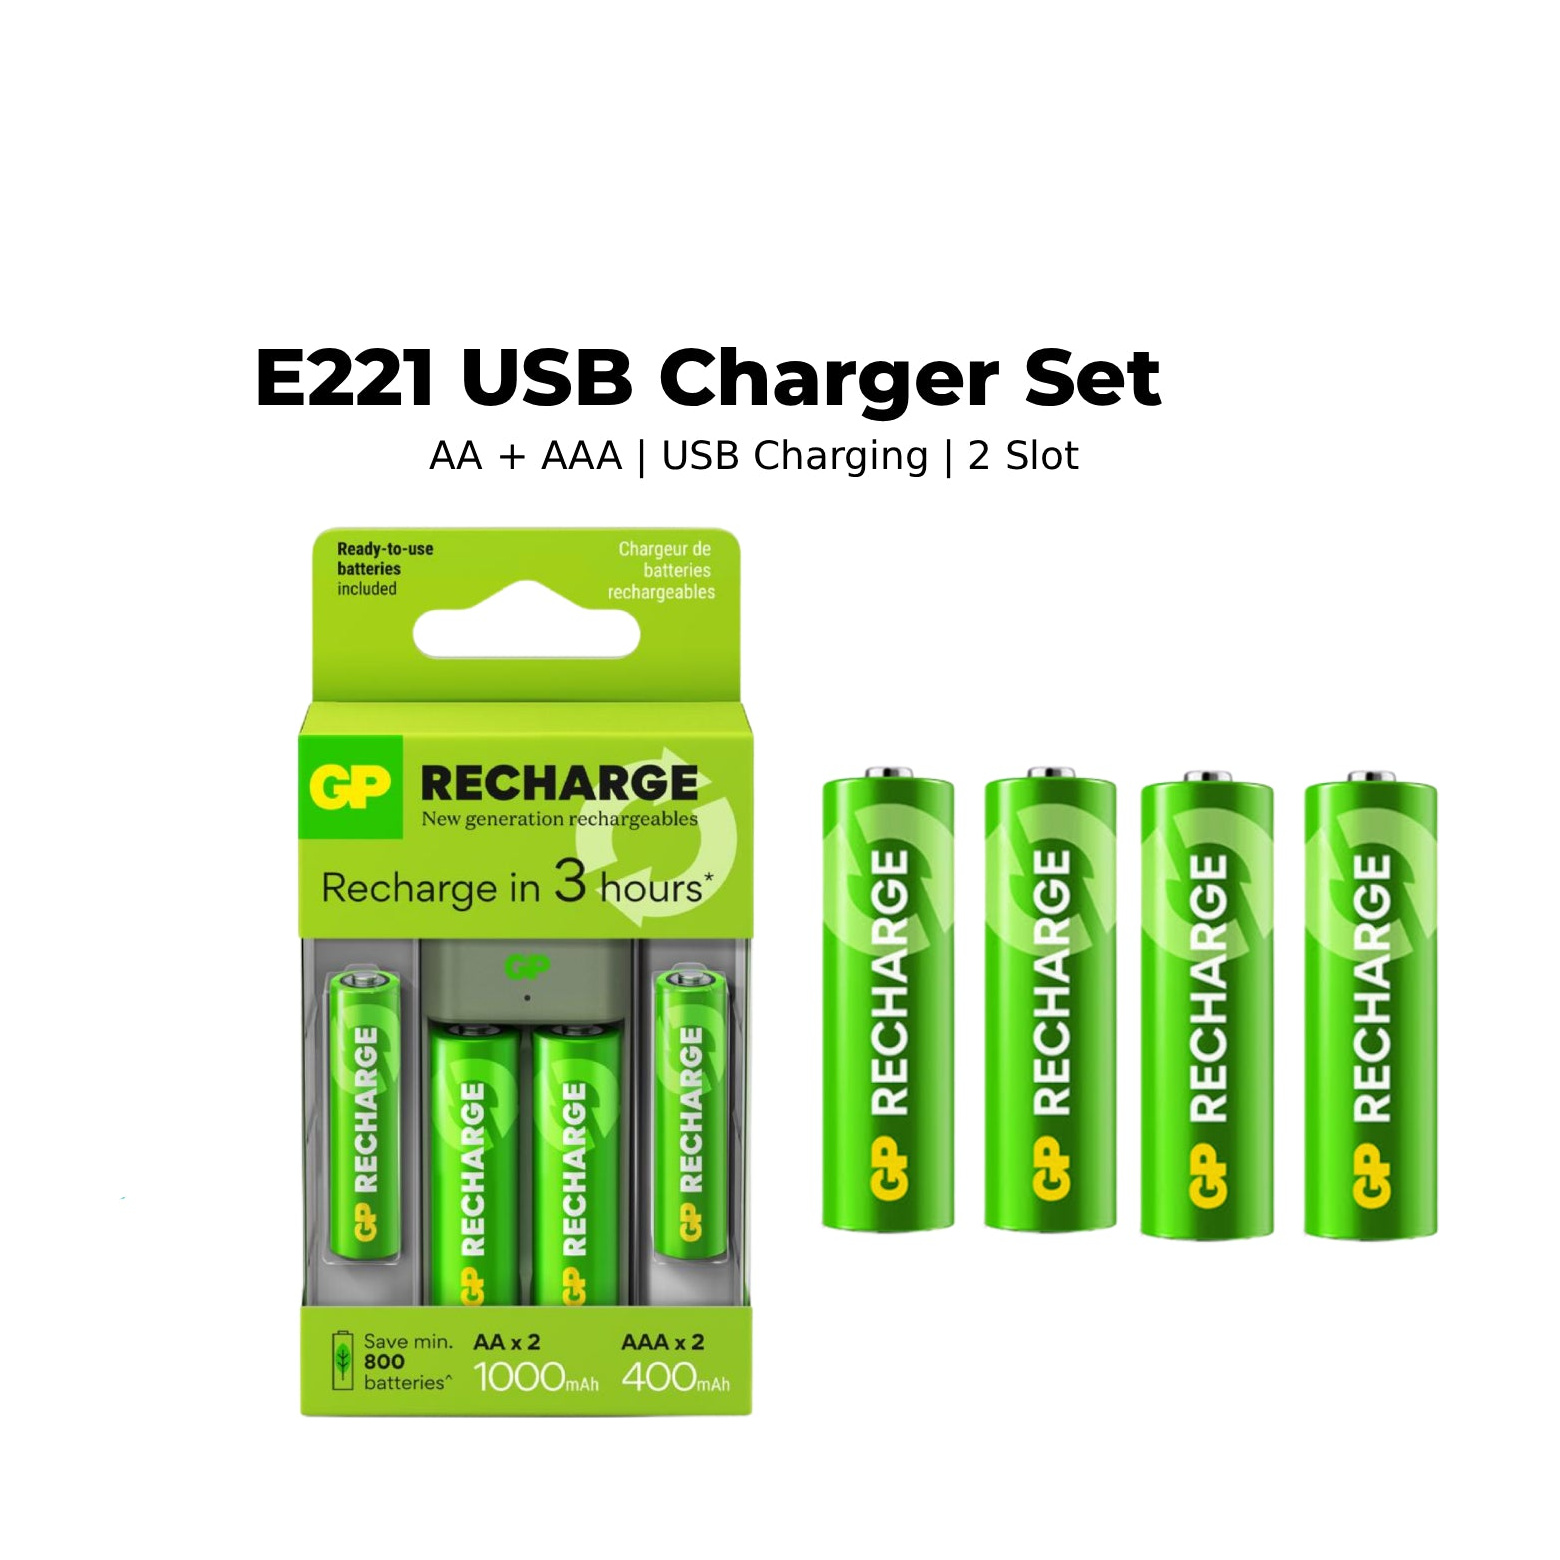 E221 USB Charger Set
AA + AAA | USB Charging | 2 Slot
Ready-to-use
batteries
included
Chargeur de
batteries
rechargeables
GP
RECHARGE
New generation rechargeables
Recharge in 3 hours*
GP
GP RECHARGE
GP RECHARGE
GP RECHARGE
GP RECHARGE
Save min.
800
batteries^
AA x 2
1000mAh
AAA x 2
400mAh
GP RECHARGE
GP RECHARGE
GP RECHARGE
GP RECHARGE